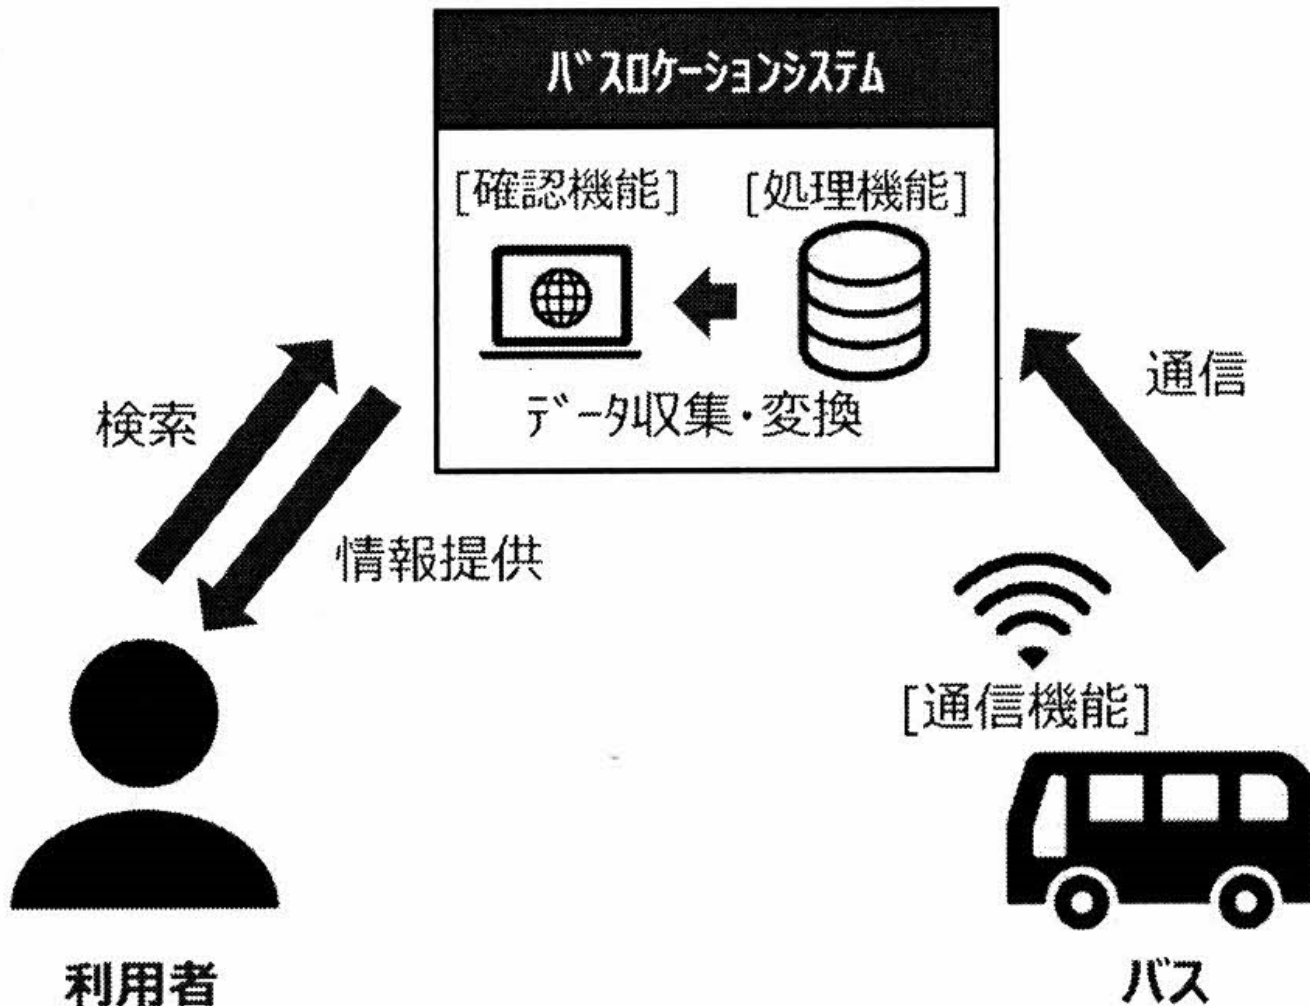 バスロケーションシステム
[確認機能] [処理機能]
データ収集・変換
検索
情報提供
通信
[通信機能]
利用者
バス